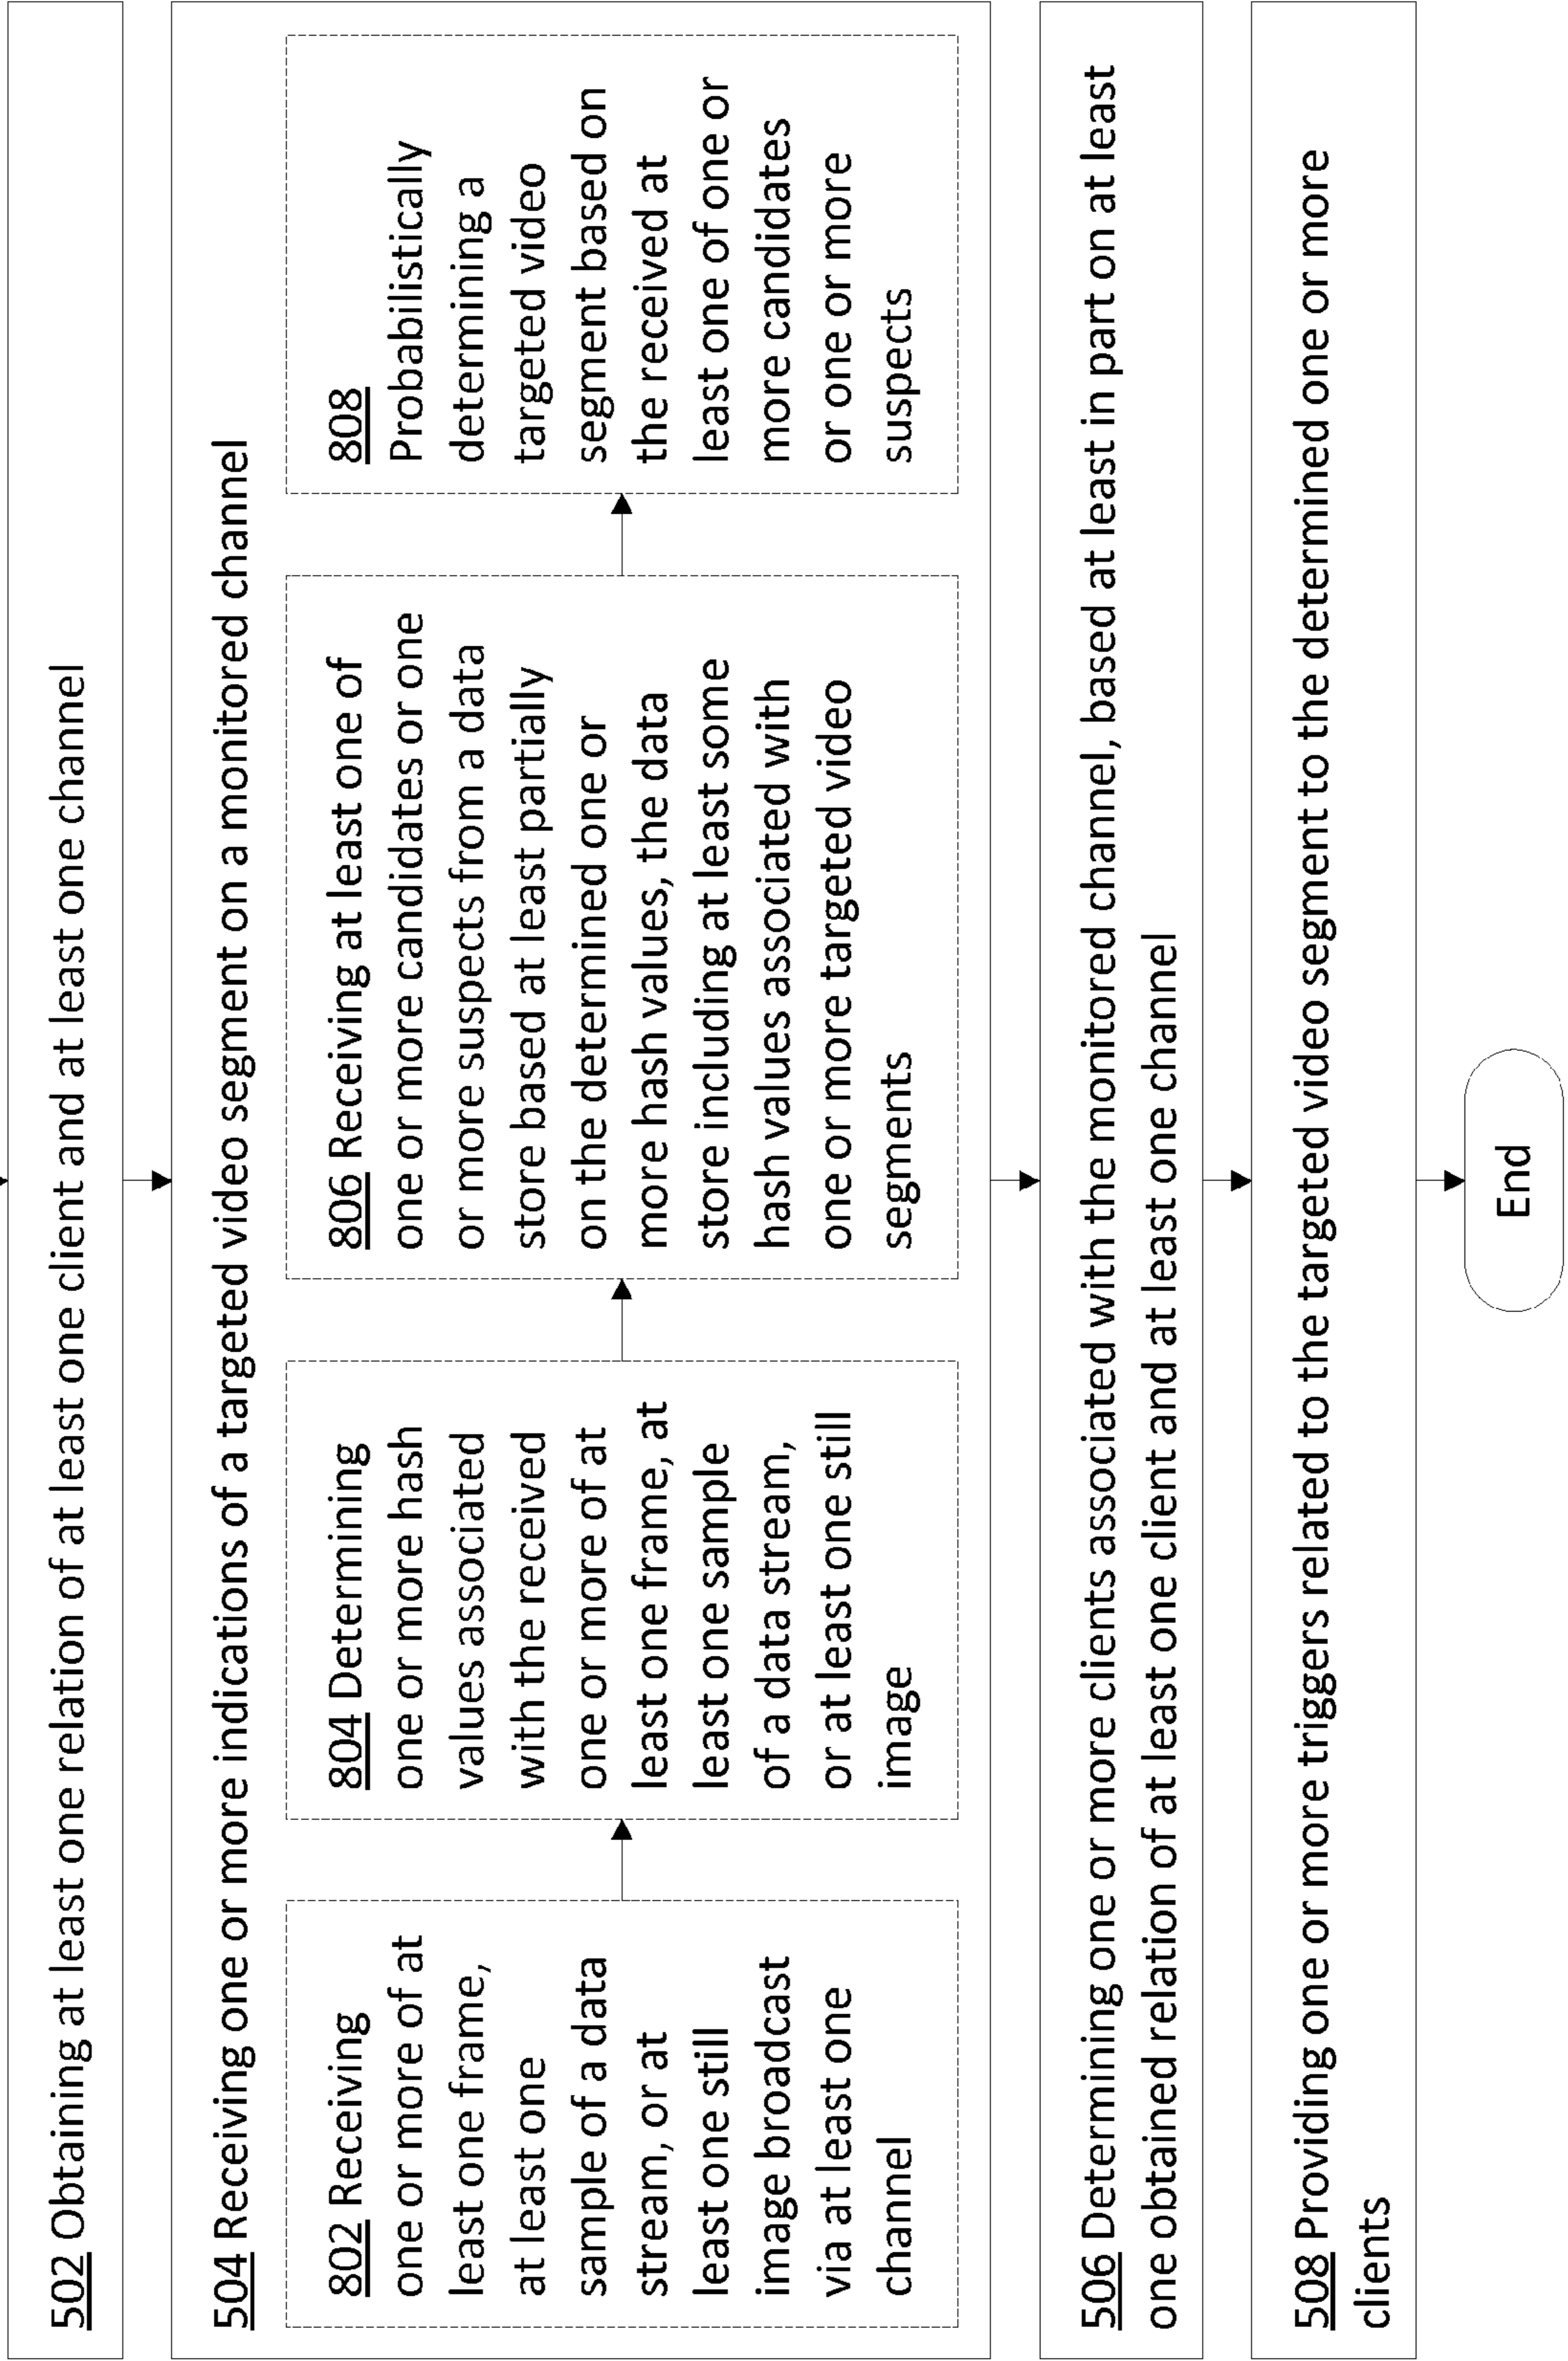 502 Obtaining at least one relation of at least one client and at least one channel
504 Receiving one or more indications of a targeted video segment on a monitored channel
802 Receiving
one or more of at
least one frame,
at least one
sample of a data
stream, or at
least one still
image broadcast
via at least one
channel
804 Determining
one or more hash
values associated
with the received
one or more of at
least one frame, at
least one sample
of a data stream,
or at least one still
image
806 Receiving at least one of
one or more candidates or one
or more suspects from a data
store based at least partially
on the determined one or
more hash values, the data
store including at least some
hash values associated with
one or more targeted video
segments
808
Probabilistically
determining a
targeted video
segment based on
the received at
least one of one or
more candidates
or one or more
suspects
506 Determining one or more clients associated with the monitored channel, based at least in part on at least
one obtained relation of at least one client and at least one channel
508 Providing one or more triggers related to the targeted video segment to the determined one or more
clients
End